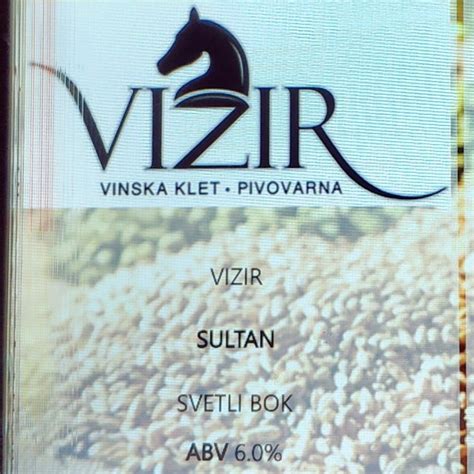 VIZIR
VINSKA KLET • PIVOVARNA
VIZIR
SULTAN
SVETLI BOK
ABV 6.0%